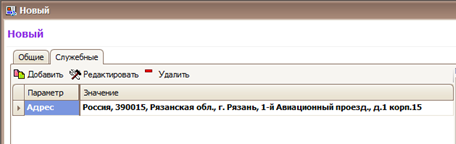 Новый
Новый
Общие Служебные
Добавить Редактировать Удалить
Параметр Значение
Адрес Россия, 390015, Рязанская обл., г. Рязань, 1-й Авиационный проезд., д.1 корп.15